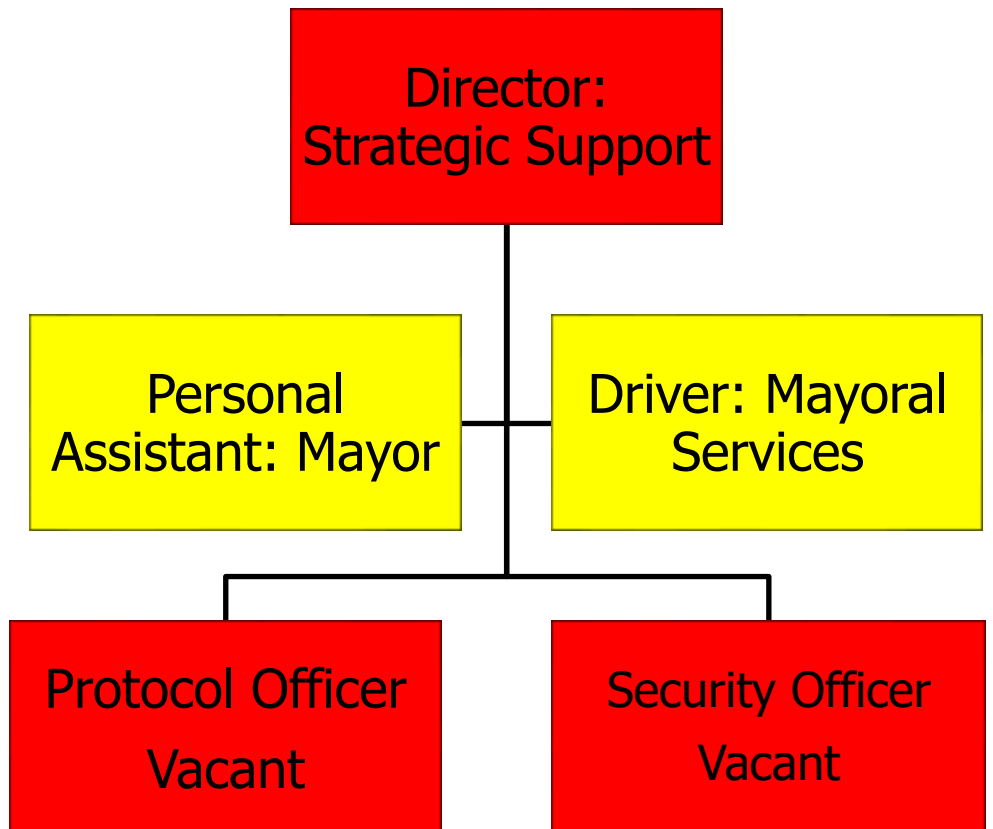 Director:
Strategic Support
Personal
Assistant: Mayor
Driver: Mayoral
Services
Protocol Officer
Vacant
Security Officer
Vacant